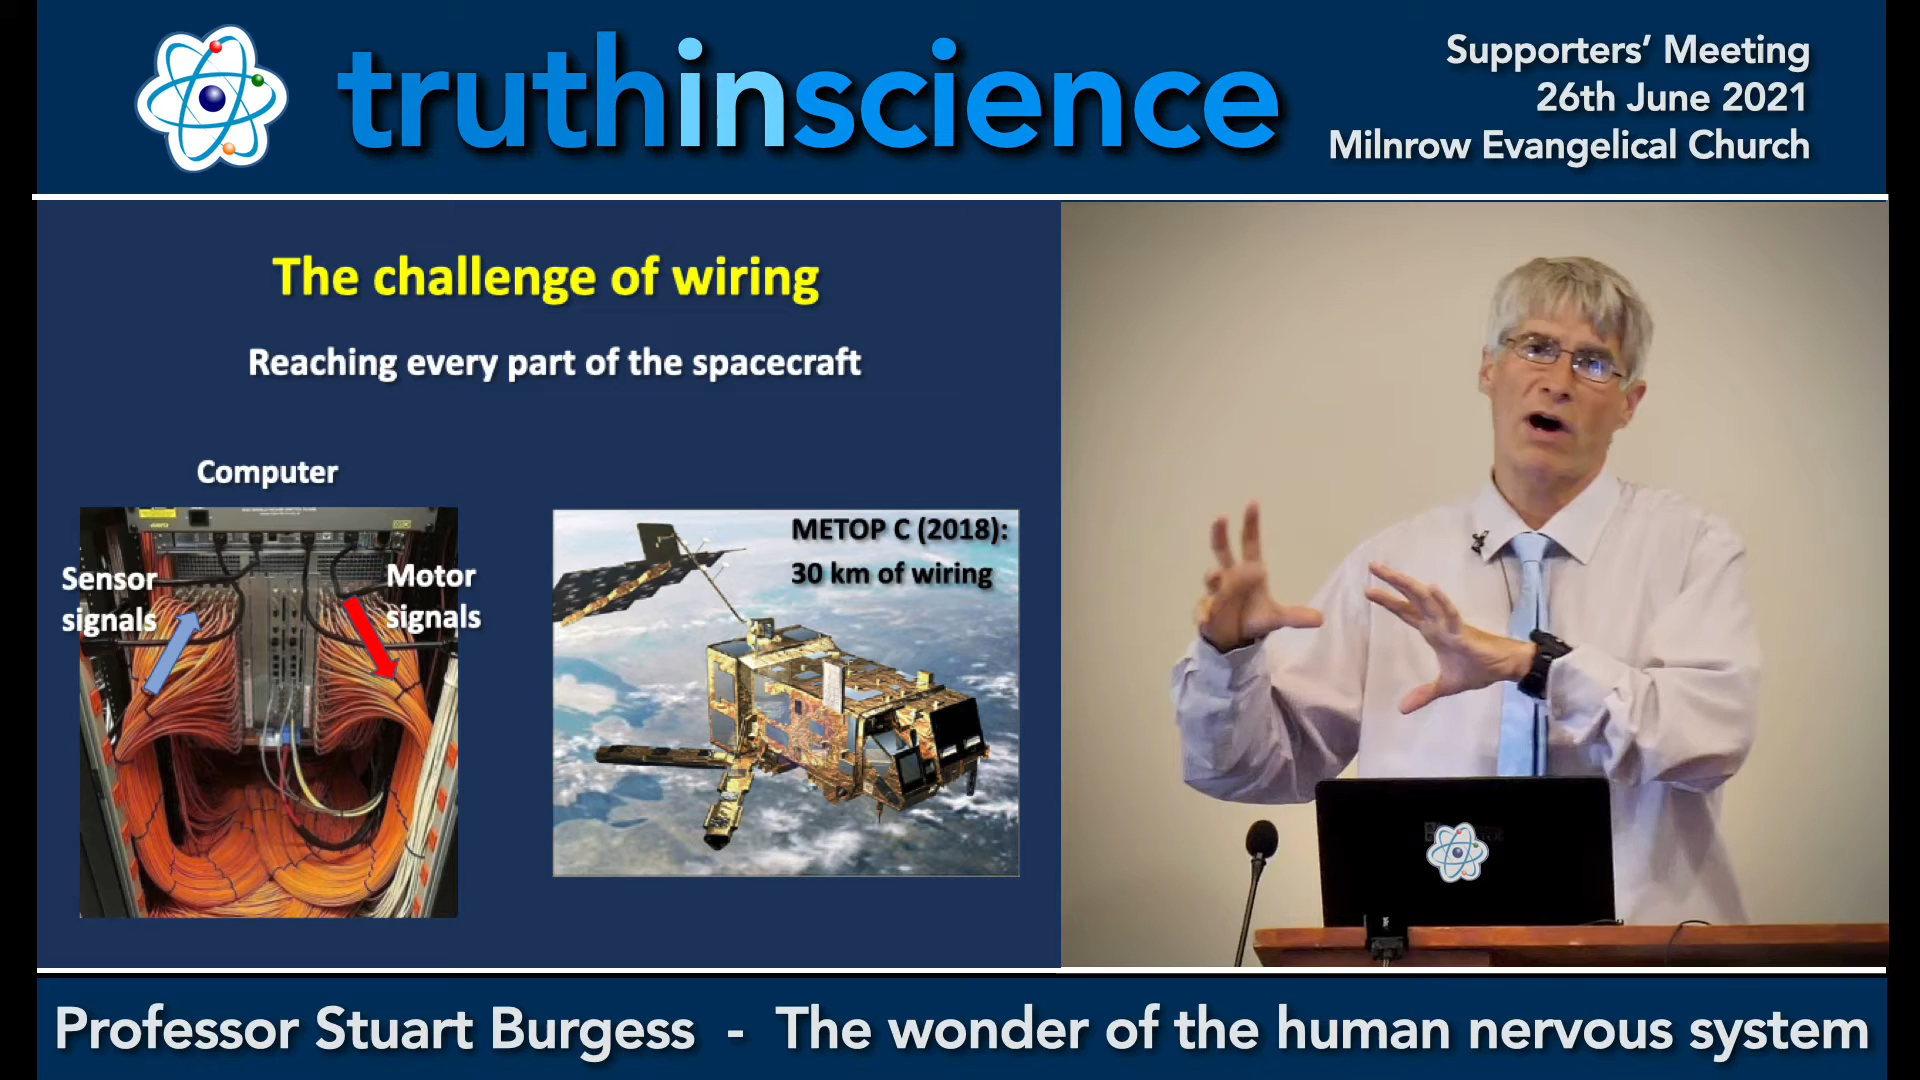 truthinscience
Supporters' Meeting
26th June 2021
Milnrow Evangelical Church
The challenge of wiring
Reaching every part of the spacecraft
Computer
Sensor
signals
Motor
signals
METOP C (2018):
30 km of wiring
Professor Stuart Burgess - The wonder of the human nervous system